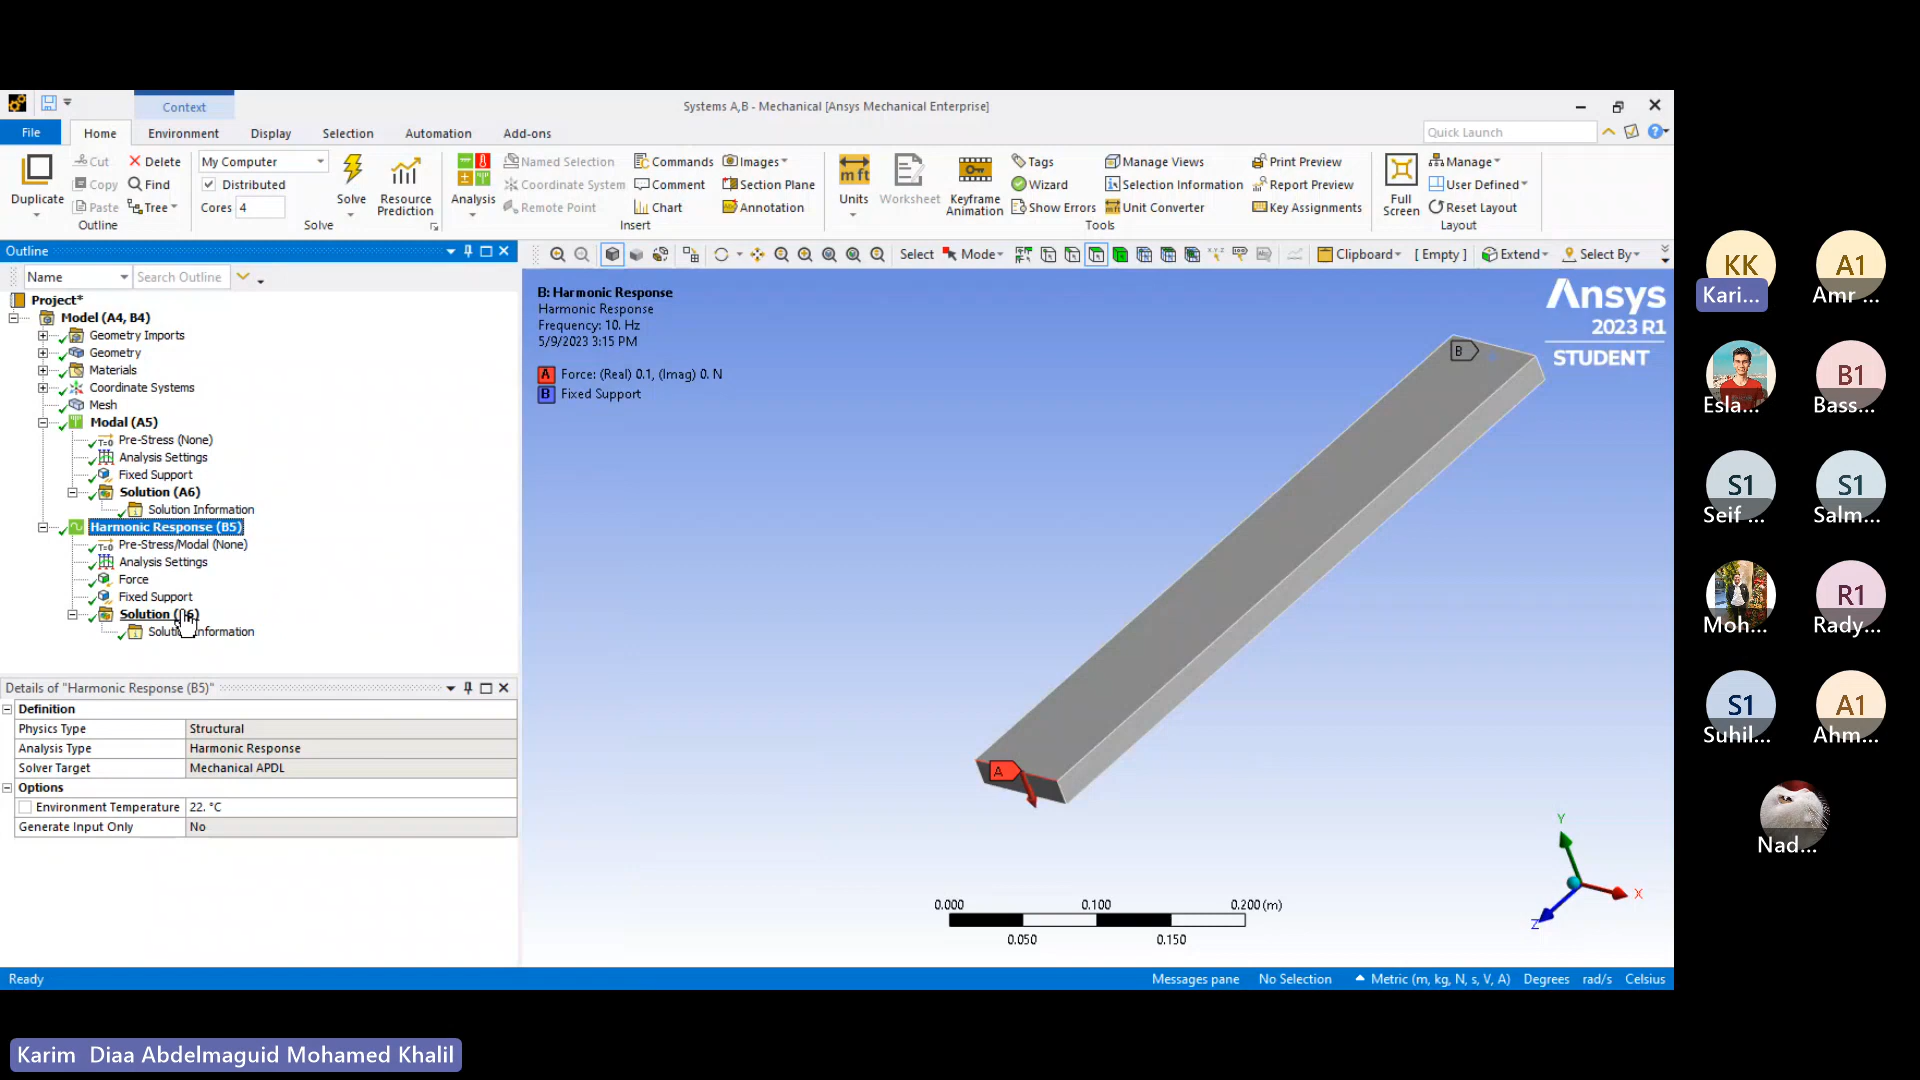 Context
Systems A,B - Mechanical [Ansys Mechanical Enterprise]
File
Home
Environment
Display
Selection
Automation
Add-ons
Quick Launch
Duplicate
Cut
Delete
Copy
Find
Paste
Tree
Outline
My Computer
Distributed
Cores 4
Solve
Resource Prediction
Solve
Analysis
Named Selection
Coordinate System
Remote Point
Commands
Comment
Chart
Images
Section Plane
Annotation
Insert
Units
Worksheet
Keyframe Animation
Tags
Wizard
Show Errors
Manage Views
Selection Information
Unit Converter
Print Preview
Report Preview
Key Assignments
Tools
Full Screen
Manage
User Defined
Reset Layout
Layout
Outline
Select
Mode
Clipboard
[ Empty ]
Extend
Select By
Name
Search Outline
Project*
Model (A4, B4)
Geometry Imports
Geometry
Materials
Coordinate Systems
Mesh
Modal (A5)
Pre-Stress (None)
Analysis Settings
Fixed Support
Solution (A6)
Solution Information
Harmonic Response (B5)
Pre-Stress/Modal (None)
Analysis Settings
Force
Fixed Support
Solution
Information
Details of "Harmonic Response (B5)"
Definition
Physics Type Structural
Analysis Type Harmonic Response
Solver Target Mechanical APDL
Options
Environment Temperature 22. °C
Generate Input Only No
B: Harmonic Response
Harmonic Response
Frequency: 10. Hz
5/9/2023 3:15 PM
A Force: (Real) 0.1, (Imag) 0. N
B Fixed Support
Ansys
2023 R1
STUDENT
B
A
Y
X
Z
0.000 0.100 0.200 (m)
0.050 0.150
Ready
Messages pane
No Selection
Metric (m, kg, N, s, V, A)
Degrees
rad/s
Celsius
KK
Kari...
A1
Amr ...
Esla...
B1
Bass...
S1
Seif ...
S1
Salm...
Moh...
R1
Rady...
S1
Suhil...
A1
Ahm...
Nad...
Karim Diaa Abdelmaguid Mohamed Khalil